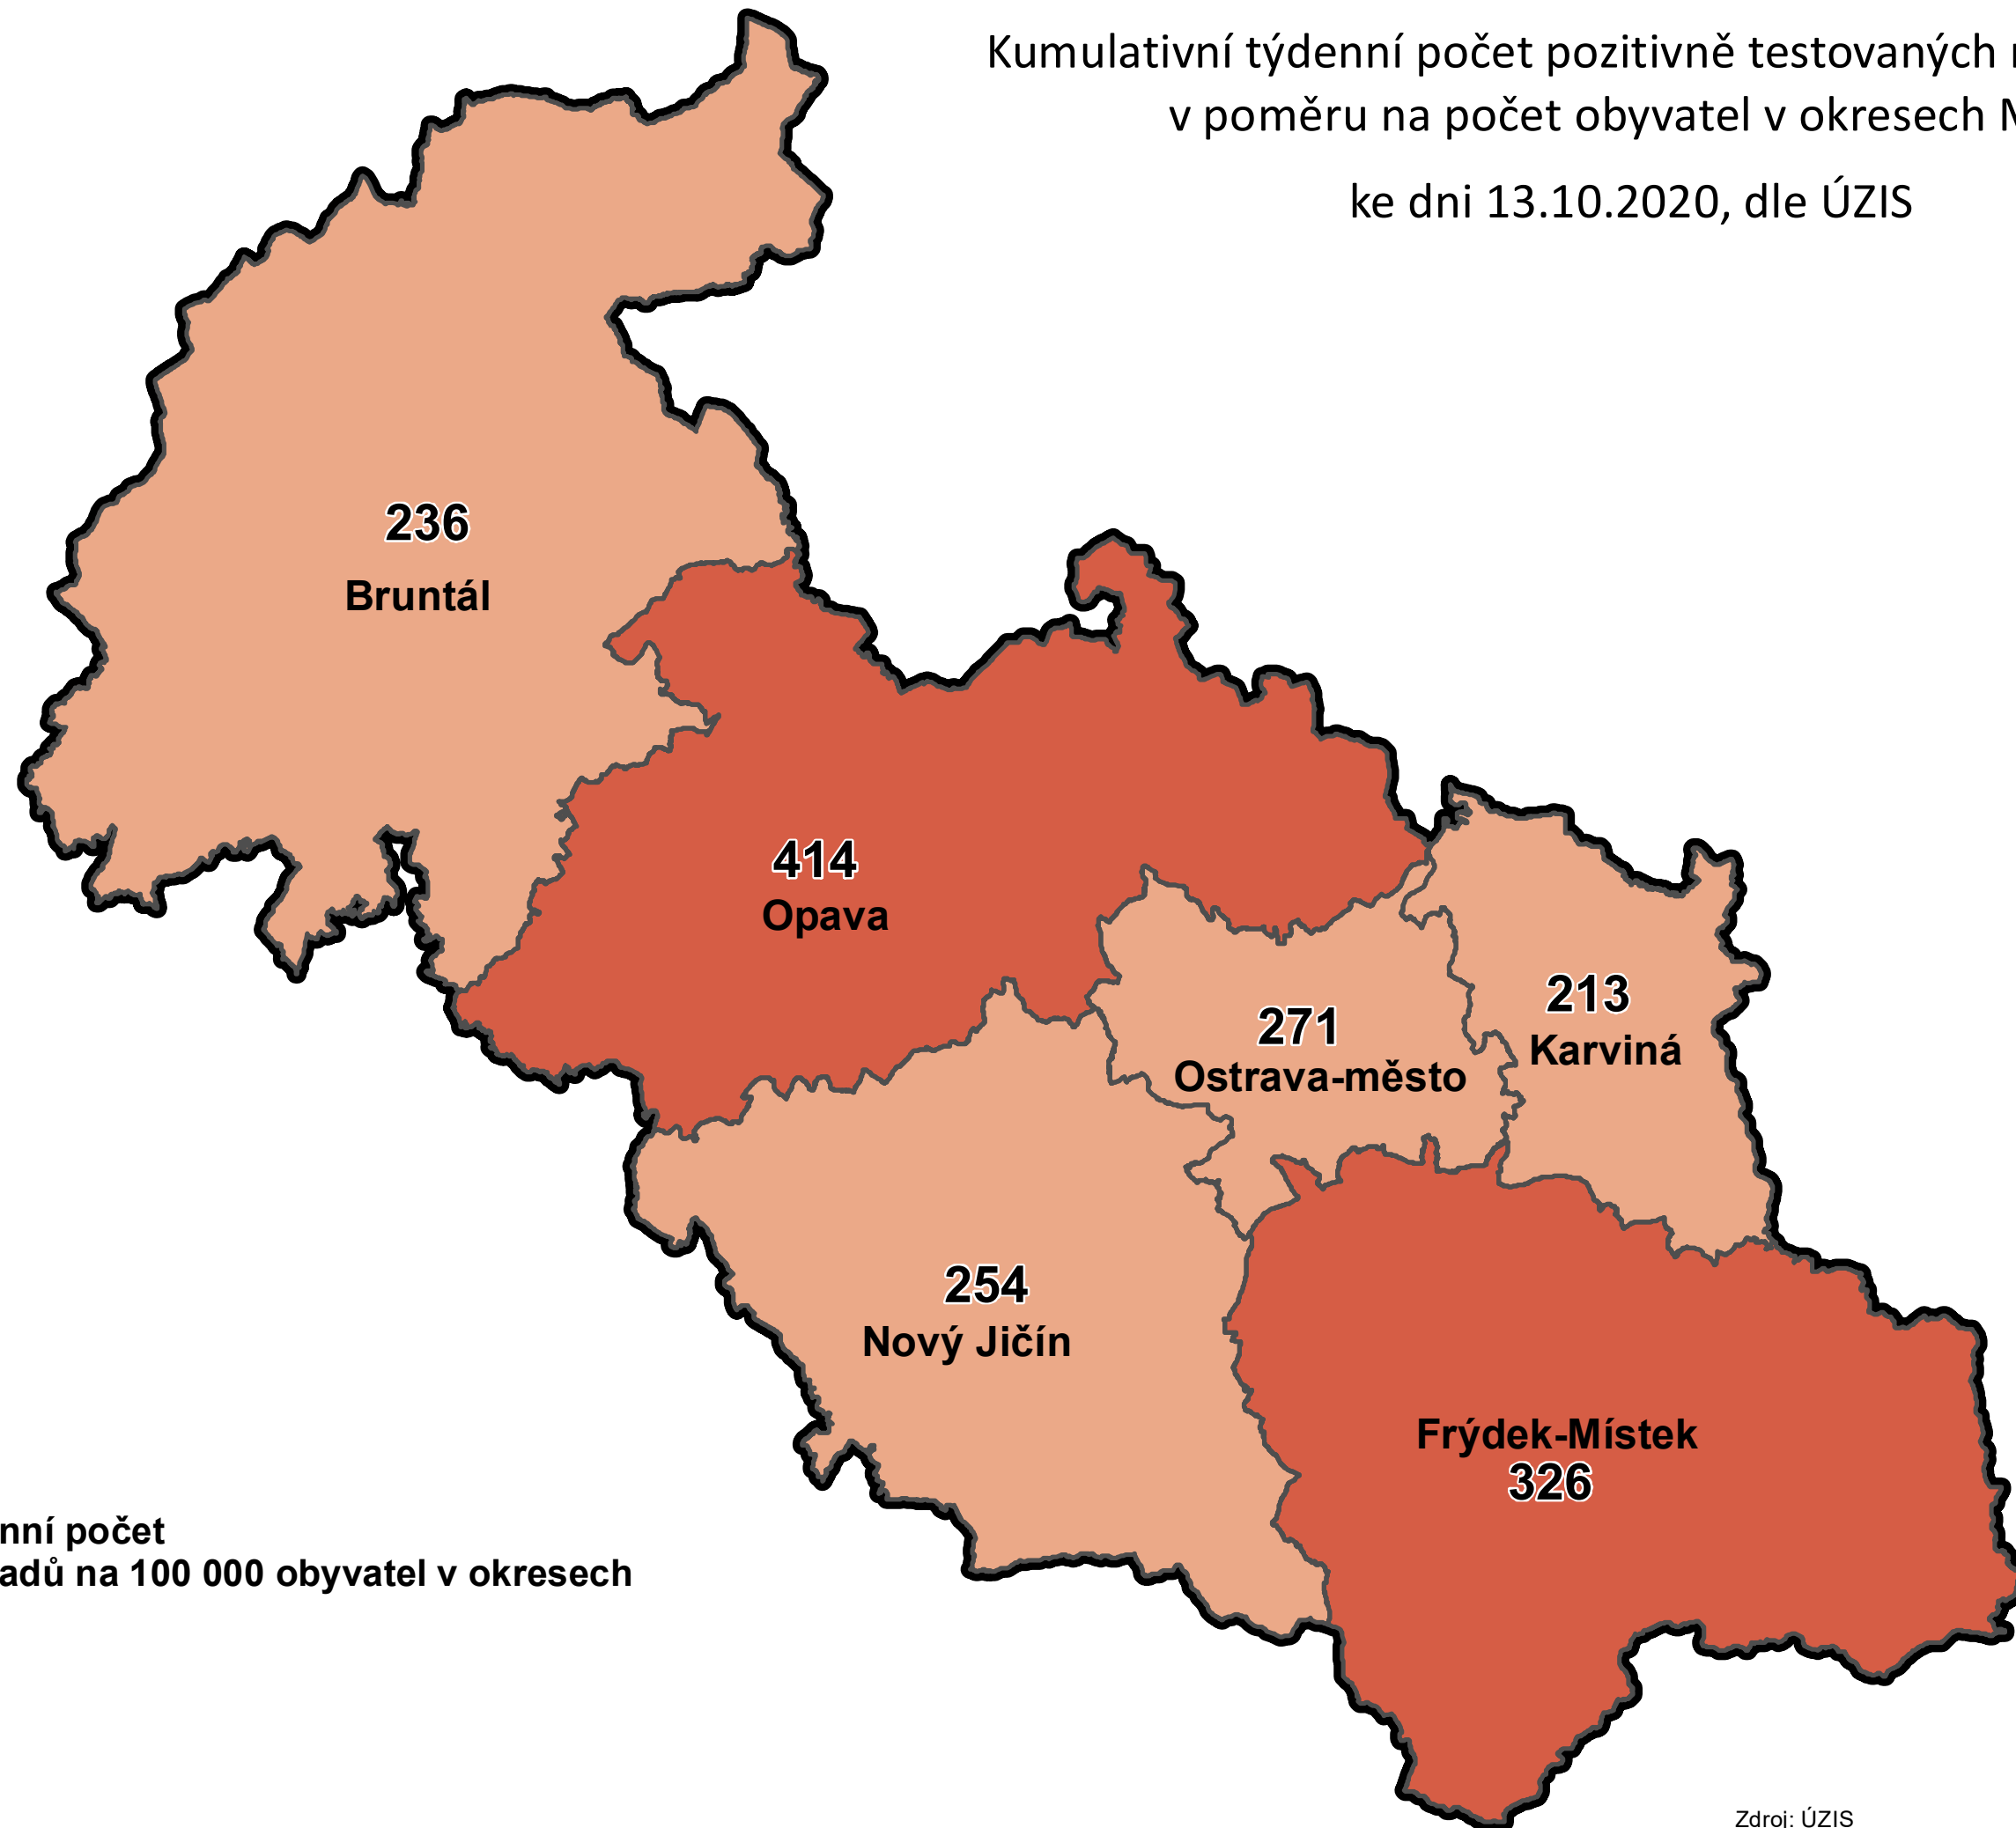 Kumulativní týdenní počet pozitivně testovaných
v poměru na počet obyvatel v okresech
ke dni 13.10.2020, dle ÚZIS
236
Bruntál
414
Opava
213
Karviná
271
Ostrava-město
254
Nový Jičín
Frýdek-Místek
326
nní počet
adů na 100 000 obyvatel v okresech
Zdroj: ÚZIS